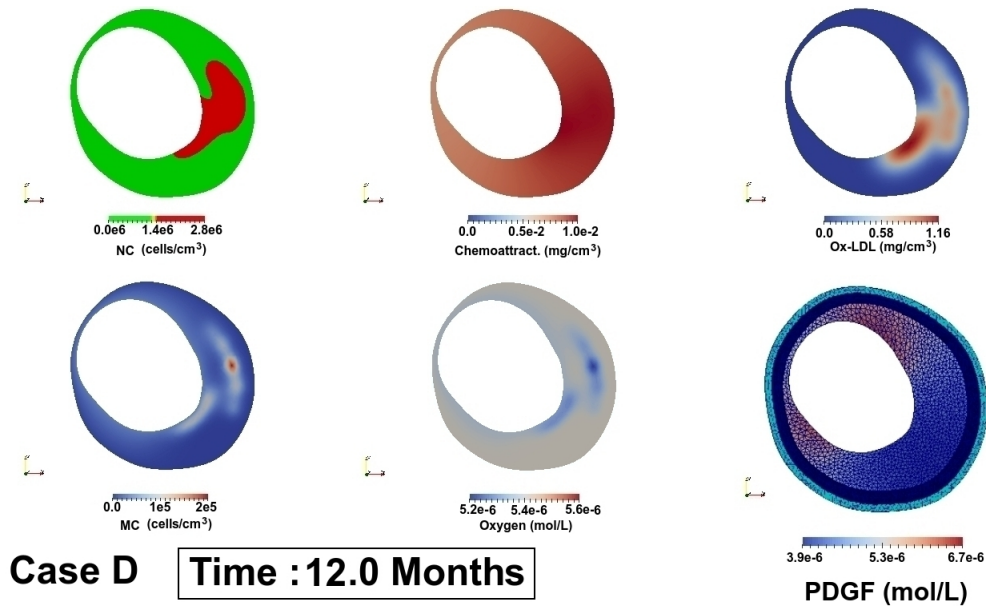 0.0e6 1.4e6 2.8e6
NC (cells/cm³)
0.0 0.5e-2 1.0e-2
Chemoattract. (mg/cm³)
0.0 0.58 1.16
Ox-LDL (mg/cm³)
0.0 1e5 2e5
MC (cells/cm³)
5.2e-6 5.4e-6 5.6e-6
Oxygen (mol/L)
3.9e-6 5.3e-6 6.7e-6
PDGF (mol/L)
Case D
Time : 12.0 Months